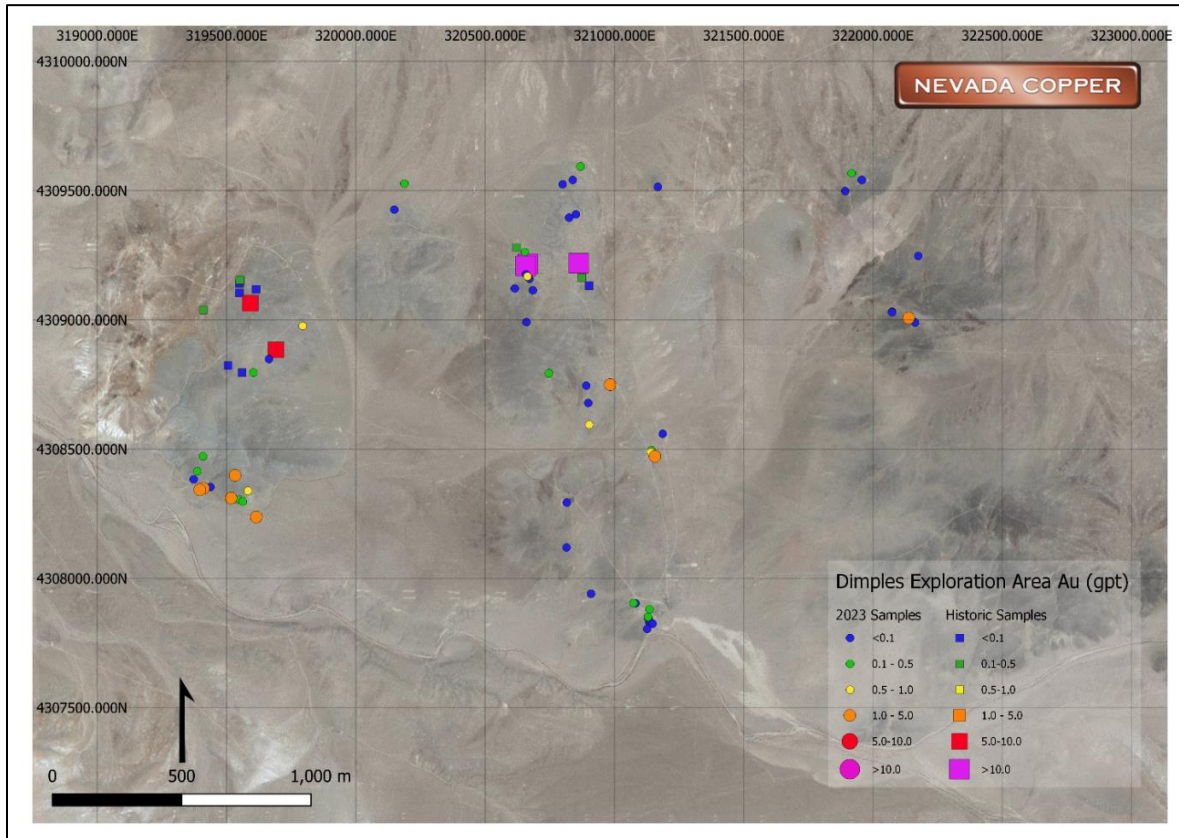 319000.000E 319500.000E 320000.000E 320500.000E 321000.000E 321500.000E 322000.000E 322500.000E 323000.000E
4310000.000N
NEVADA COPPER
4309500.000N
4309000.000N
4308500.000N
4308000.000N
Dimples Exploration Area Au (gpt)
2023 Samples Historic Samples
<0.1 <0.1
0.1 - 0.5 0.1-0.5
0.5 - 1.0 0.5-1.0
4307500.000N
1.0 - 5.0 1.0 - 5.0
5.0-10.0 5.0-10.0
>10.0 >10.0
0 500 1,000 m